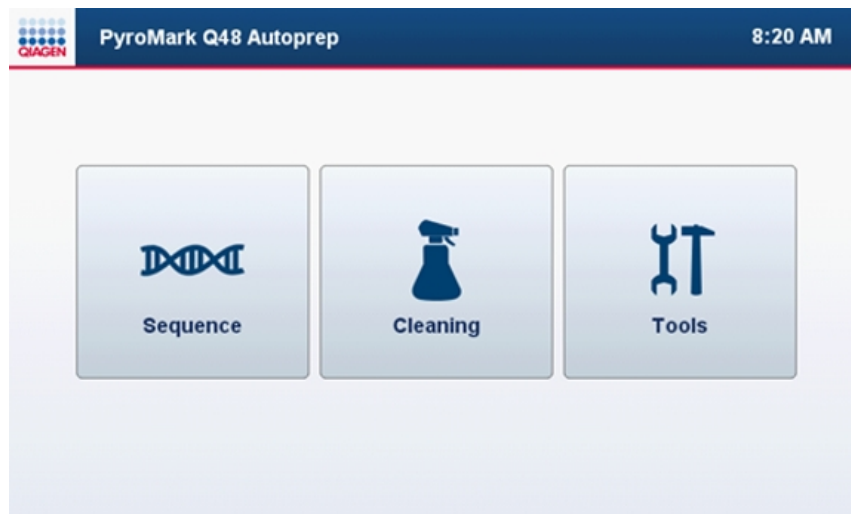 QIAGEN
PyroMark Q48 Autoprep
8:20 AM
Sequence
Cleaning
Tools